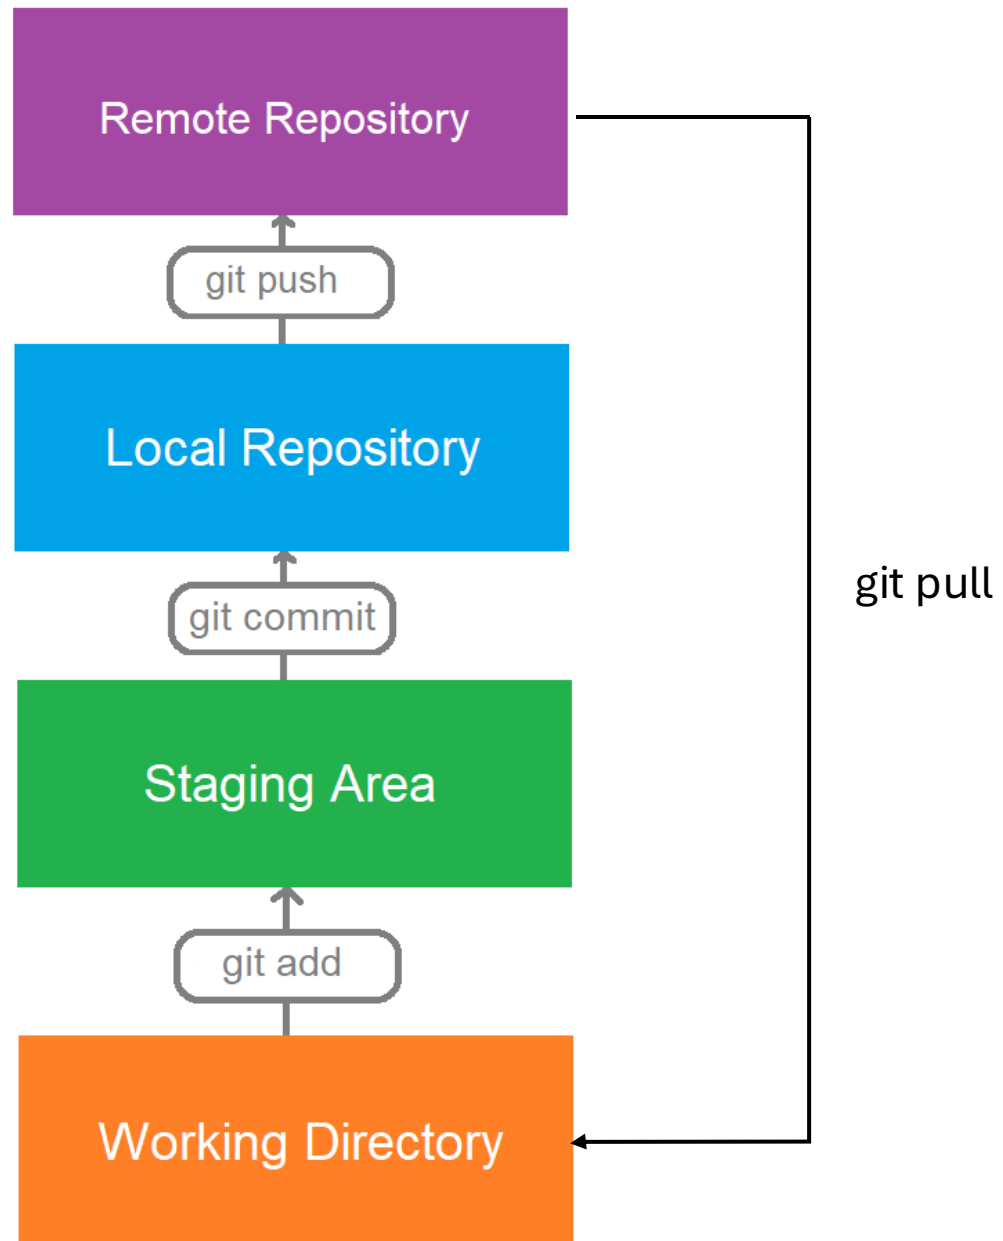 Remote Repository
git push
Local Repository
git pull
git commit
Staging Area
git add
Working Directory